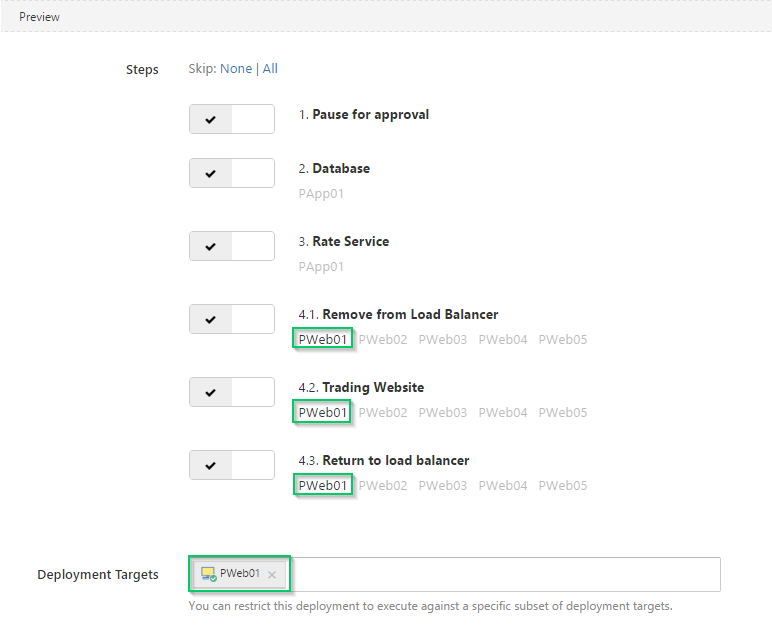 Preview
Steps
Skip: None | All
1. Pause for approval
2. Database
PApp01
3. Rate Service
PApp01
4.1. Remove from Load Balancer
PWeb01 PWeb02 PWeb03 PWeb04 PWeb05
4.2. Trading Website
PWeb01 PWeb02 PWeb03 PWeb04 PWeb05
4.3. Return to load balancer
PWeb01 PWeb02 PWeb03 PWeb04 PWeb05
Deployment Targets
PWeb01
You can restrict this deployment to execute against a specific subset of deployment targets.